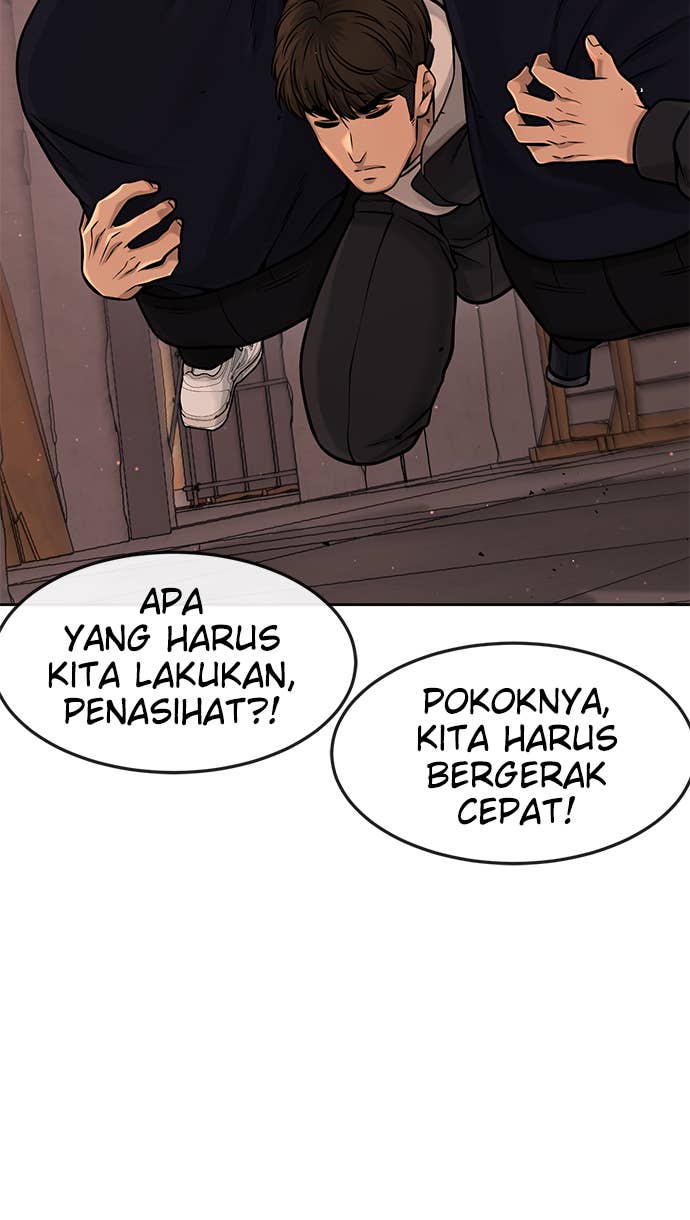 APA
YANG HARUS
KITA LAKUKAN,
PENASIHAT?!
POKOKNYA,
KITA HARUS
BERGERAK
CEPAT!